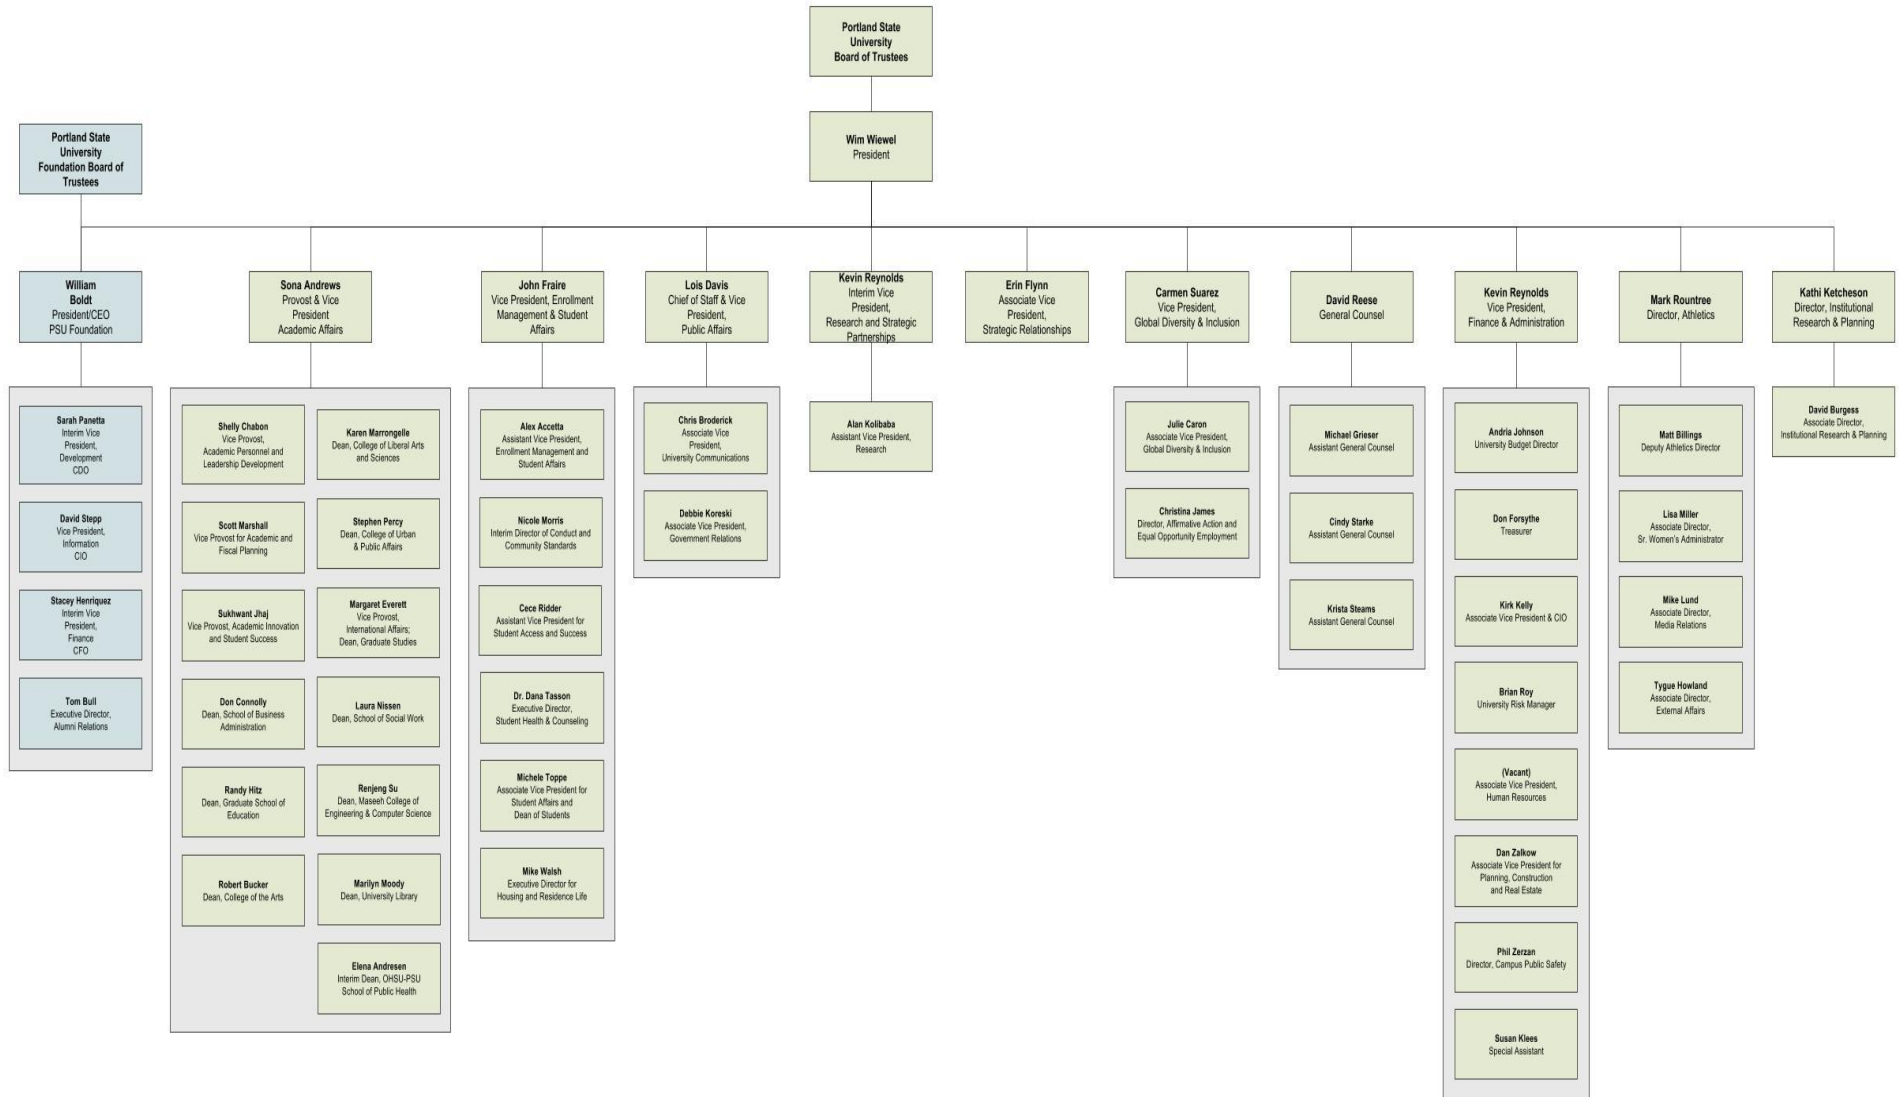 Portland State
University
Board of Trustees
Wim Wiewel
President
Portland State
University
Foundation Board of
Trustees
William
Boldt
President/CEO
PSU Foundation
Sona Andrews
Provost & Vice
President
Academic Affairs
John Fraire
Vice President, Enrollment
Management & Student
Affairs
Lois Davis
Chief of Staff & Vice
President,
Public Affairs
Kevin Reynolds
Interim Vice
President,
Research and Strategic
Partnerships
Erin Flynn
Associate Vice
President,
Strategic Relationships
Carmen Suarez
Vice President,
Global Diversity & Inclusion
David Reese
General Counsel
Kevin Reynolds
Vice President,
Finance & Administration
Mark Rountree
Director, Athletics
Kathi Ketcheson
Director, Institutional
Research & Planning
Sarah Panetta
Interim Vice
President,
Development
CDO
David Stepp
Vice President,
Information
CIO
Stacey Henriquez
Interim Vice
President,
Finance
CFO
Tom Bull
Executive Director,
Alumni Relations
Shelly Chabon
Vice Provost,
Academic Personnel and
Leadership Development
Scott Marshall
Vice Provost for Academic and
Fiscal Planning
Sukhwant Jhaj
Vice Provost, Academic Innovation
and Student Success
Don Connolly
Dean, School of Business
Administration
Randy Hitz
Dean, Graduate School of
Education
Robert Bucker
Dean, College of the Arts
Karen Marrongelle
Dean, College of Liberal Arts
and Sciences
Stephen Percy
Dean, College of Urban
& Public Affairs
Margaret Everett
Vice Provost,
International Affairs;
Dean, Graduate Studies
Laura Nissen
Dean, School of Social Work
Renjeng Su
Dean, Maseeh College of
Engineering & Computer Science
Marilyn Moody
Dean, University Library
Elena Andresen
Interim Dean, OHSU-PSU
School of Public Health
Alex Accetta
Assistant Vice President,
Enrollment Management and
Student Affairs
Nicole Morris
Interim Director of Conduct and
Community Standards
Cece Ridder
Assistant Vice President for
Student Access and Success
Dr. Dana Tasson
Executive Director,
Student Health & Counseling
Michele Toppe
Associate Vice President for
Student Affairs and
Dean of Students
Mike Walsh
Executive Director for
Housing and Residence Life
Chris Broderick
Associate Vice
President,
University Communications
Debbie Koreski
Associate Vice President,
Government Relations
Alan Kolibaba
Assistant Vice President,
Research
Julie Caron
Associate Vice President,
Global Diversity & Inclusion
Christina James
Director, Affirmative Action and
Equal Opportunity Employment
Michael Grieser
Assistant General Counsel
Cindy Starke
Assistant General Counsel
Krista Stearns
Assistant General Counsel
Andria Johnson
University Budget Director
Don Forsythe
Treasurer
Kirk Kelly
Associate Vice President & CIO
Brian Roy
University Risk Manager
(Vacant)
Associate Vice President,
Human Resources
Dan Zalkow
Associate Vice President for
Planning, Construction
and Real Estate
Phil Zerzan
Director, Campus Public Safety
Susan Klees
Special Assistant
Matt Billings
Deputy Athletics Director
Lisa Miller
Associate Director,
Sr. Women's Administrator
Mike Lund
Associate Director,
Media Relations
Tygue Howland
Associate Director,
External Affairs
David Burgess
Associate Director,
Institutional Research & Planning